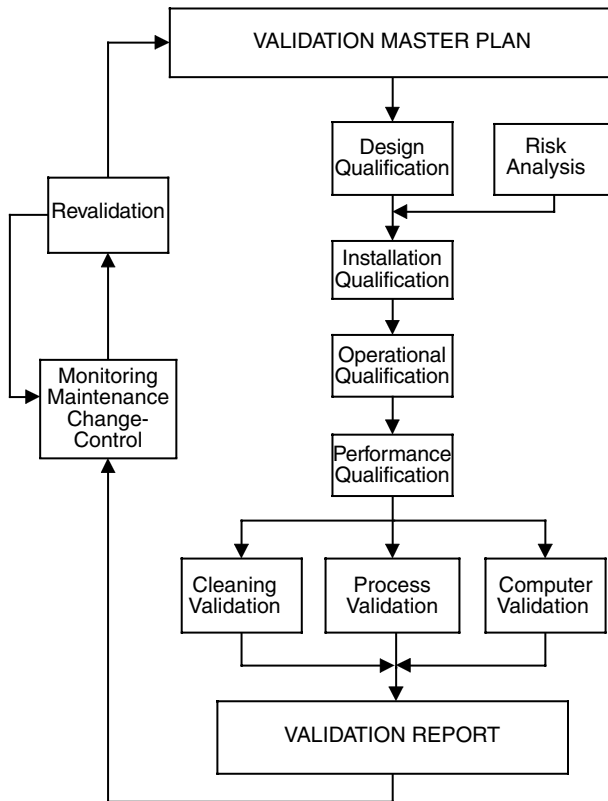 VALIDATION MASTER PLAN
Design
Qualification
Risk
Analysis
Revalidation
Installation
Qualification
Monitoring
Maintenance
Change-
Control
Operational
Qualification
Performance
Qualification
Cleaning
Validation
Process
Validation
Computer
Validation
VALIDATION REPORT